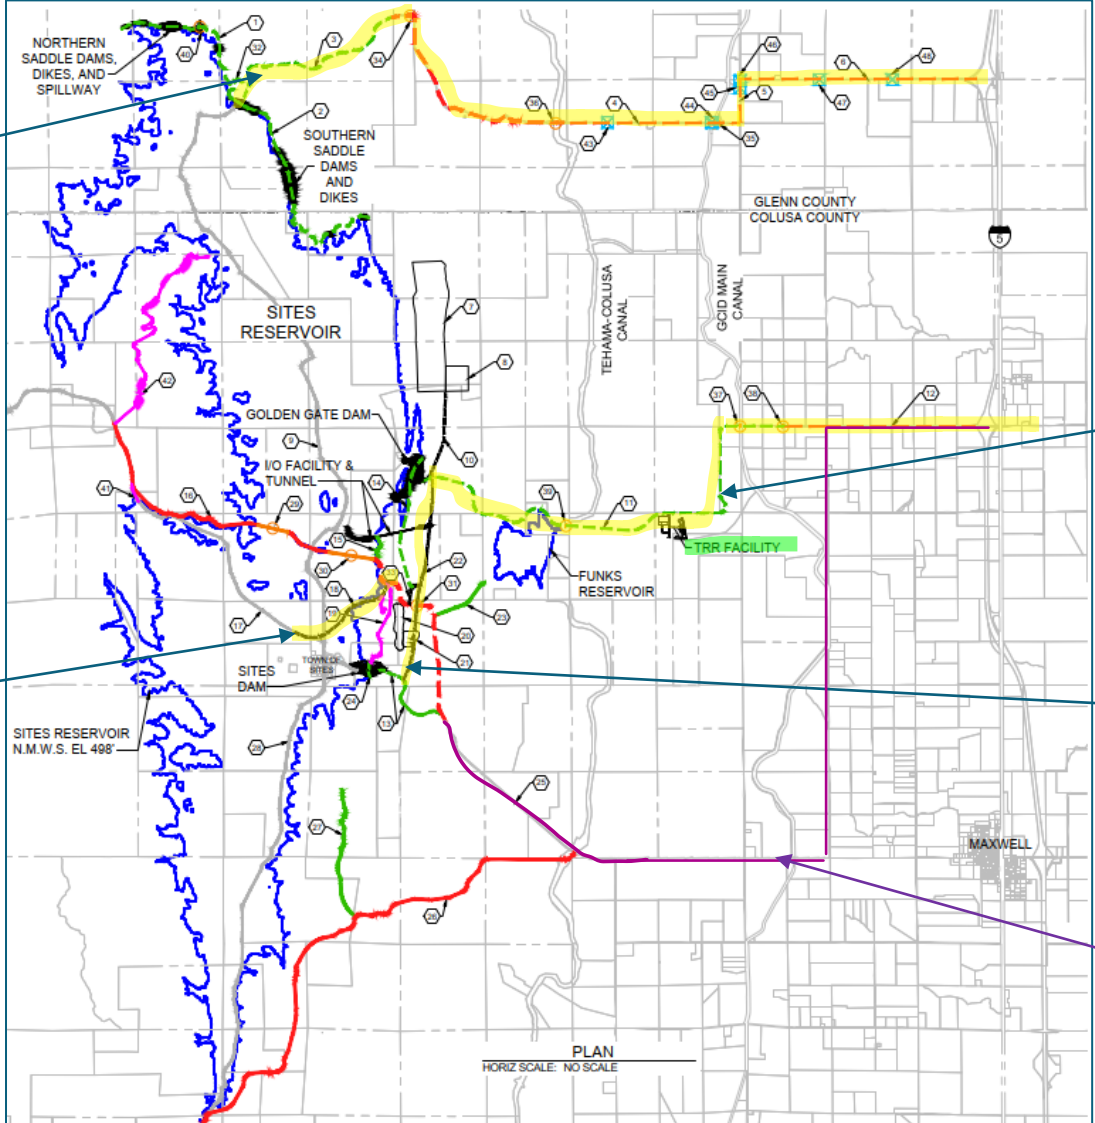 1
NORTHERN
SADDLE DAMS,
DIKES, AND
SPILLWAY
40
32
3
34
2
SOUTHERN
SADDLE
DAMS
AND
DIKES
36
4
43
44
35
45
46
5
6
47
48
GLENN COUNTY
COLUSA COUNTY
5
TEHAMA-COLUSA
CANAL
GCID MAIN
CANAL
SITES
RESERVOIR
7
8
42
GOLDEN GATE DAM
9
10
37
38
12
I/O FACILITY &
TUNNEL
14
41
16
29
39
11
TRR FACILITY
15
30
33
22
31
FUNKS
RESERVOIR
18
19
23
20
17
21
TOWN OF
SITES
SITES
DAM
24
13
SITES RESERVOIR
N.M.W.S. EL 498'
28
25
27
MAXWELL
26
PLAN
HORIZ SCALE: NO SCALE